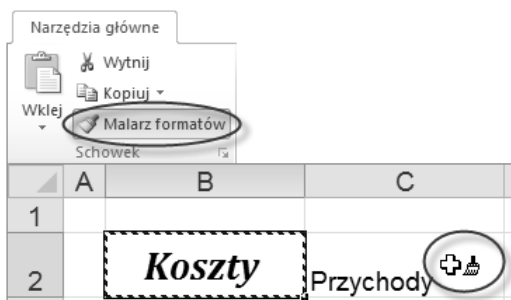 Narzędzia główne
Wytnij
Kopiuj
Wklej
Malarz formatów
Schowek
A B C
1
2 Koszty Przychody